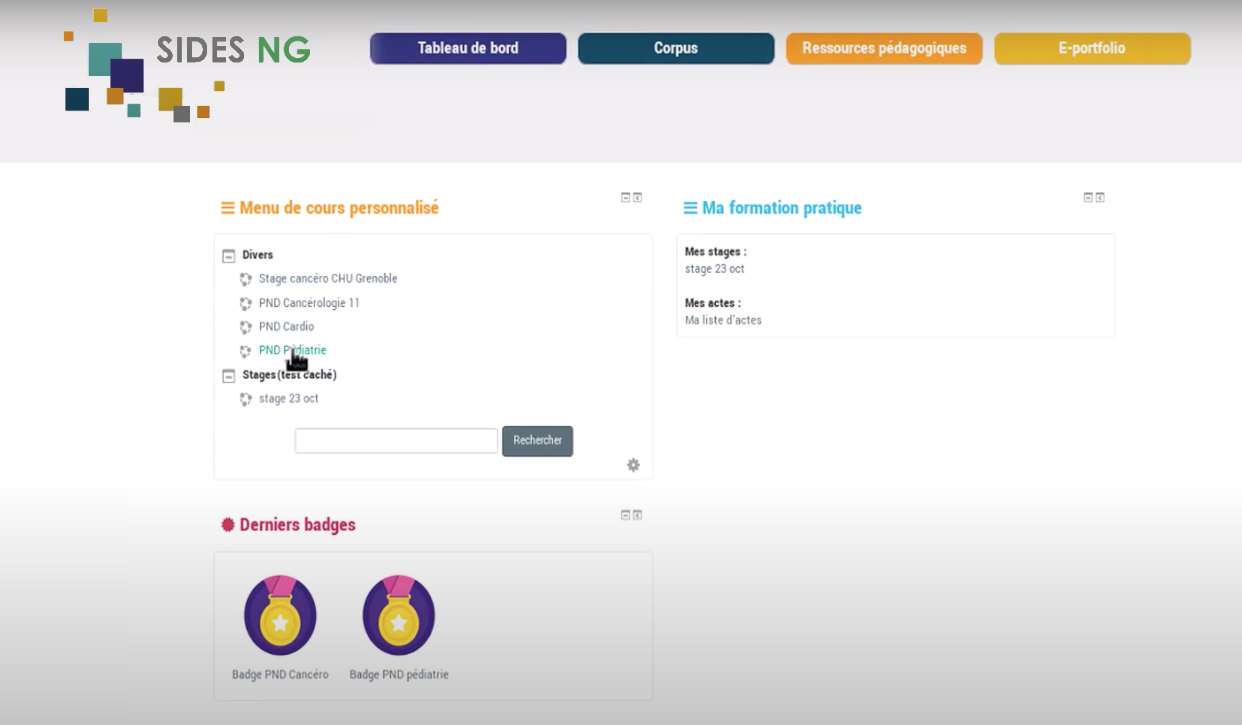 SIDES NG
Tableau de bord
Corpus
Ressources pédagogiques
E-portfolio
Menu de cours personnalisé
Divers
Stage cancéro CHU Grenoble
PND Cancérologie 11
PND Cardio
PND Pédiatrie
Stages (test caché)
stage 23 oct
Rechercher
Ma formation pratique
Mes stages :
stage 23 oct
Mes actes :
Ma liste d'actes
Derniers badges
Badge PND Cancéro
Badge PND pédiatrie